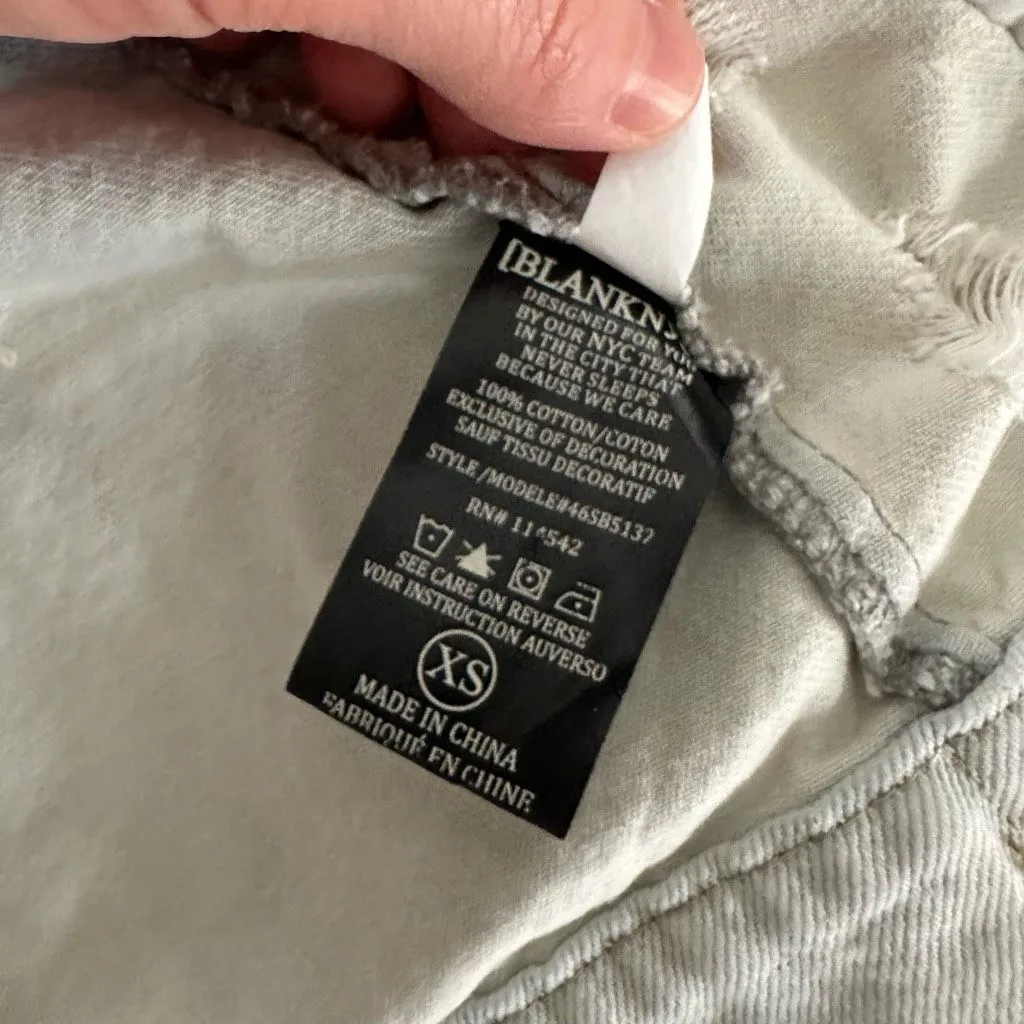 [BLANKN
DESIGNED FOR
BY OUR NYC TEAM
IN THE CITY THAT
NEVER SLEEPS
BECAUSE WE CARE
100% COTTON/COTON
EXCLUSIVE OF DECORATION
SAUF TISSU DECORATIF
STYLE/MODELE#46SB5137
RN#
SEE CARE ON REVERSE
VOIR INSTRUCTION AUVERSO
XS
MADE IN CHINA
FABRIQUÉ EN CHINE